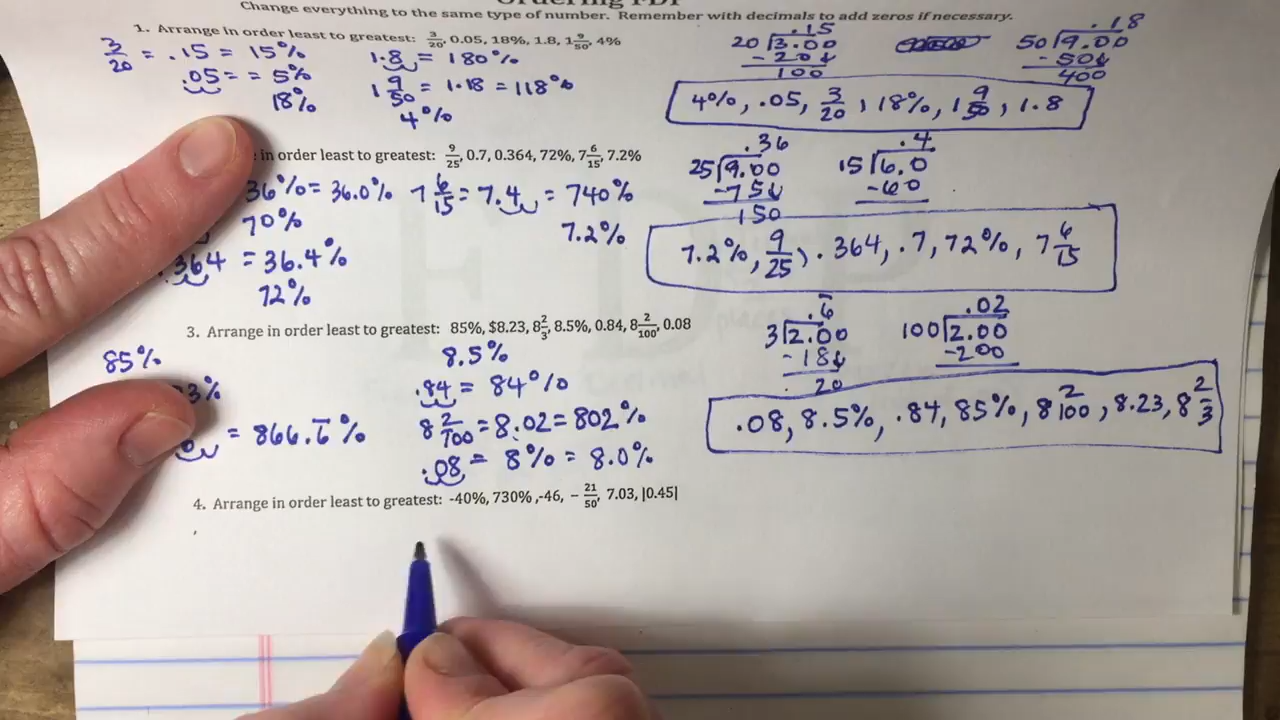 Ordering FDP
Change everything to the same type of number. Remember with decimals to add zeros if necessary.
1. Arrange in order least to greatest: 3/20, 0.05, 18%, 1.8, 1 9/50, 4%
3/20 = .15 = 15%
.05 = = 5%
18%
1.8 = 180%
1 9/50 = 1.18 = 118%
4%
.15
20 3.00
-20↓
100
.18
50 9.00
-50↓
400
4%, .05, 3/20, 18%, 1 9/50, 1.8
in order least to greatest: 9/25, 0.7, 0.364, 72%, 7 6/15, 7.2%
36% = 36.0%
70%
.364 = 36.4%
72%
7 6/15 = 7.4 = 740%
7.2%
.36
25 9.00
-75↓
150
.4
15 6.0
-60
7.2%, 9/25, .364, .7, 72%, 7 6/15
3. Arrange in order least to greatest: 85%, $8.23, 8 2/3, 8.5%, 0.84, 8 2/100, 0.08
85%
3%
= 866.6̅%
8.5%
.84 = 84%
8 2/100 = 8.02 = 802%
.08 = 8% = 8.0%
.6̅
3 2.00
-18↓
20
.02
100 2.00
-200
.08, 8.5%, .84, 85%, 8 2/100, 8.23, 8 2/3
4. Arrange in order least to greatest: -40%, 730% ,-46, - 21/50, 7.03, |0.45|
F D P